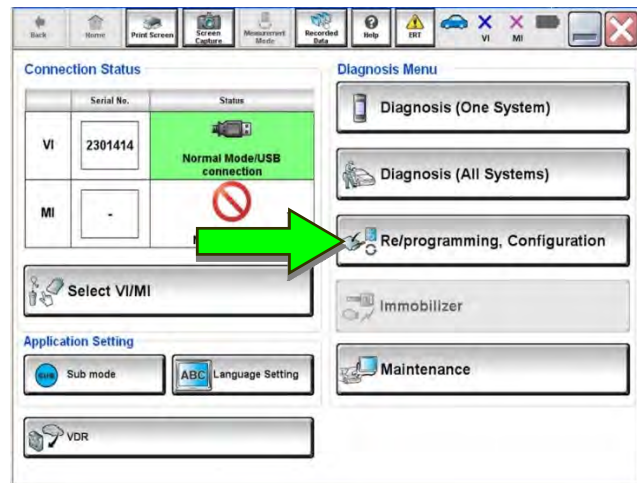 Back
Home
Print Screen
Screen
Capture
Measurement
Mode
Recorded
Data
Help
ERT
VI
MI
Connection Status
Serial No.
Status
VI
2301414
Normal Mode/USB
connection
MI
-
Select VI/MI
Application Setting
SUB
Sub mode
ABC
Language Setting
VDR
Diagnosis Menu
Diagnosis (One System)
Diagnosis (All Systems)
Re/programming, Configuration
Immobilizer
Maintenance